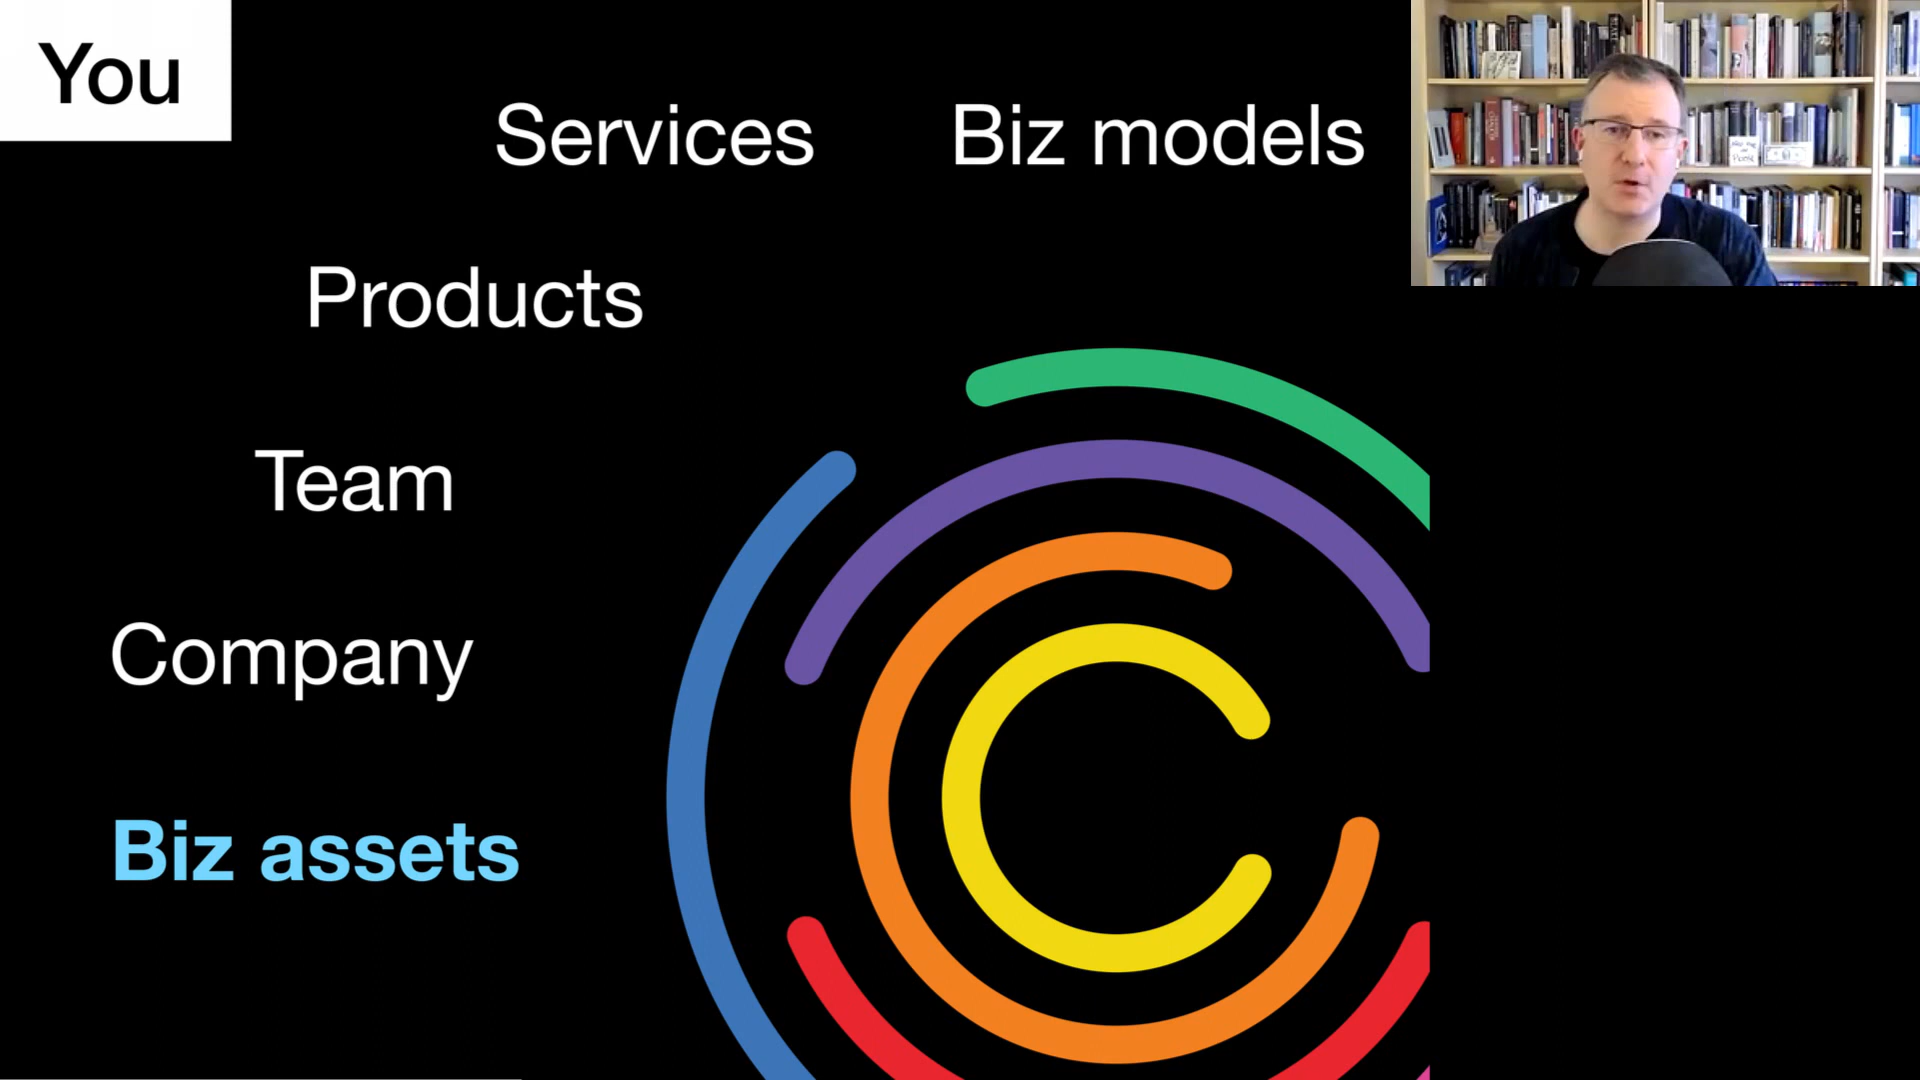 You
Services
Biz models
Products
Team
Company
Biz assets